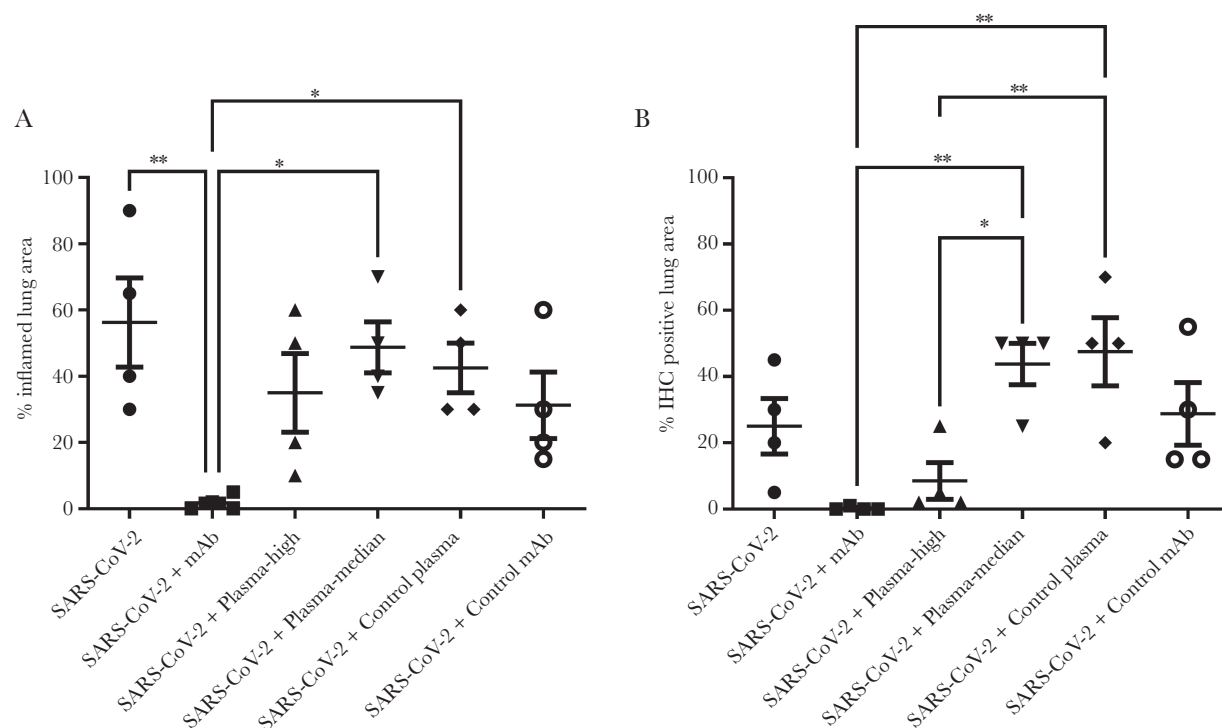 A
% inflamed lung area
100
80
60
40
20
0
**
*
*
SARS-CoV-2
SARS-CoV-2 + mAb
SARS-CoV-2 + Plasma-high
SARS-CoV-2 + Plasma-median
SARS-CoV-2 + Control plasma
SARS-CoV-2 + Control mAb
B
% IHC positive lung area
100
80
60
40
20
0
**
**
**
*
SARS-CoV-2
SARS-CoV-2 + mAb
SARS-CoV-2 + Plasma-high
SARS-CoV-2 + Plasma-median
SARS-CoV-2 + Control plasma
SARS-CoV-2 + Control mAb